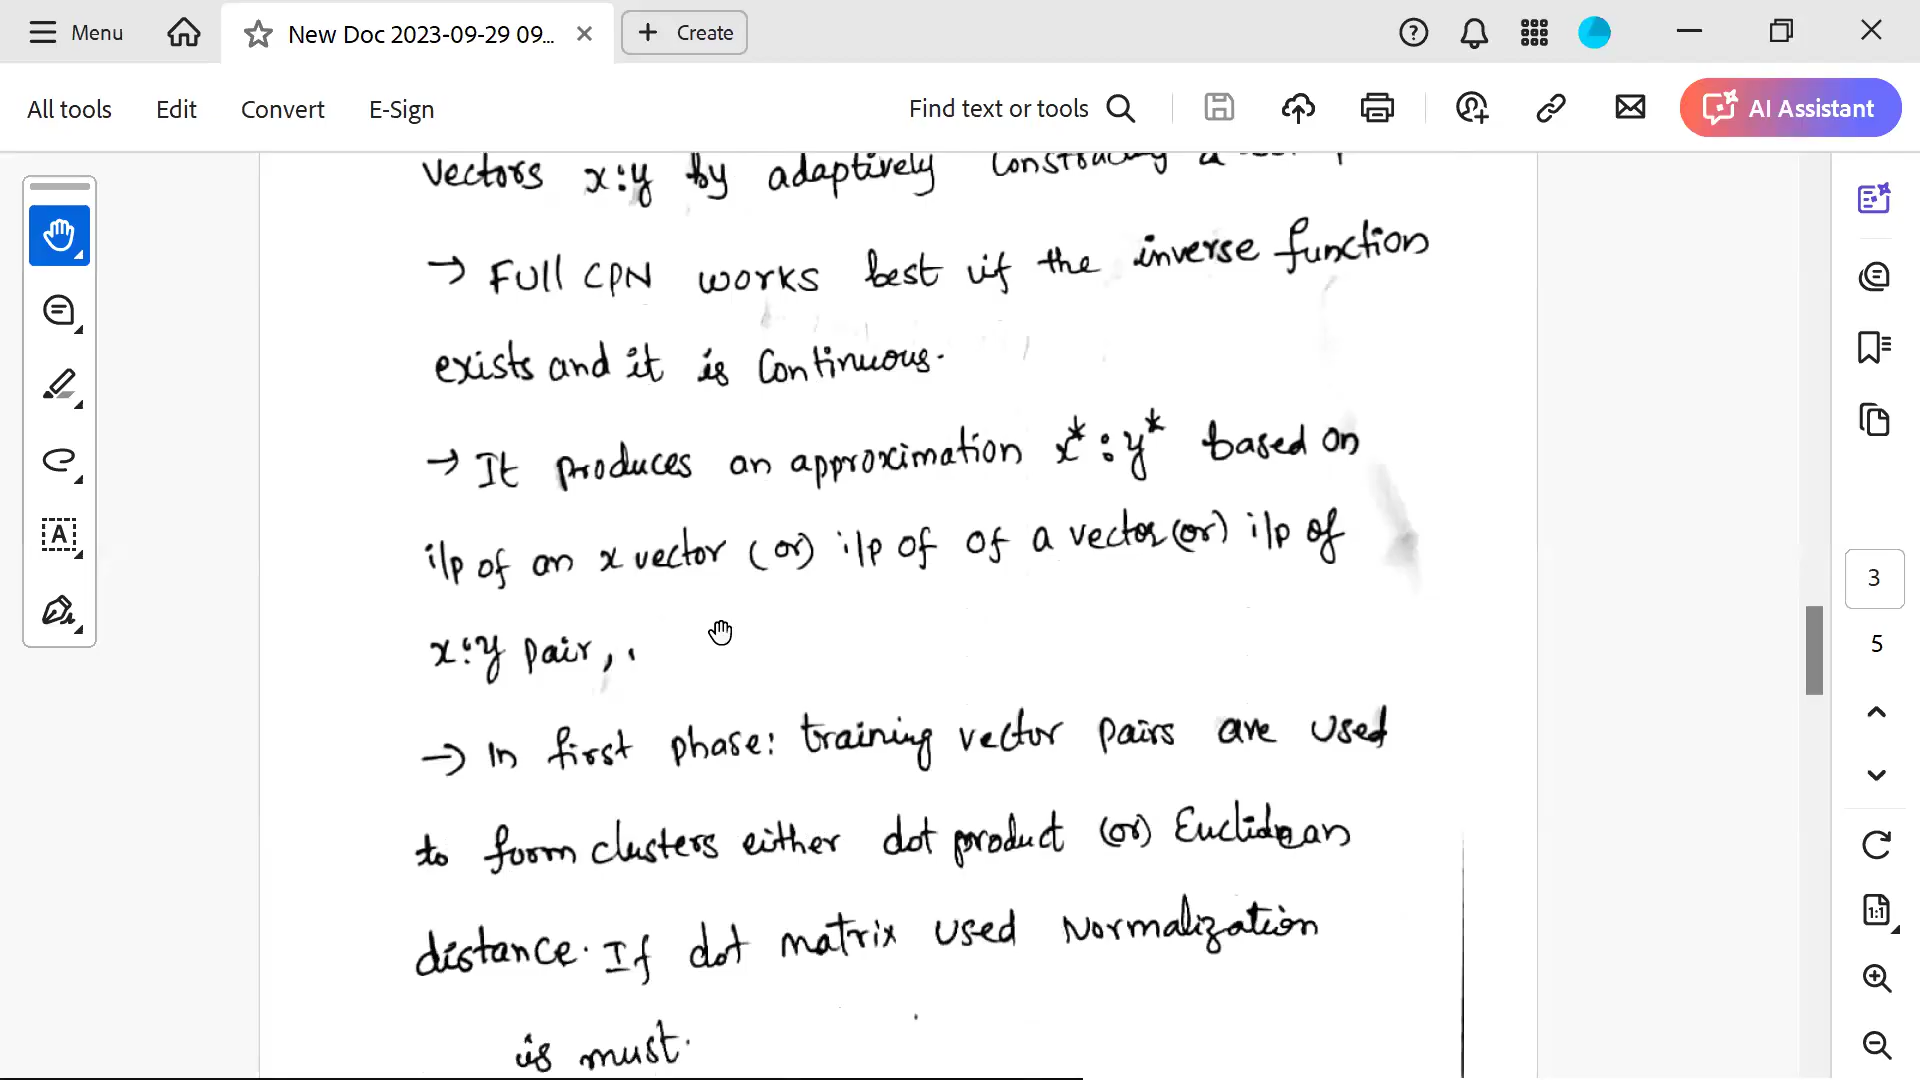 Menu
New Doc 2023-09-29 09...
Create
All tools
Edit
Convert
E-Sign
Find text or tools
AI Assistant
vectors x:y by adaptively
→ Full CPN works best if the inverse function
exists and it is continuous.
→ It produces an approximation x*:y* based on
i/p of an x vector (or) i/p of of a vector (or) i/p of
x:y pair,.
→ In first phase: training vector pairs are used
to form clusters either dot product (or) Euclidean
distance. If dot matrix used Normalization
is must.
3
5
1:1